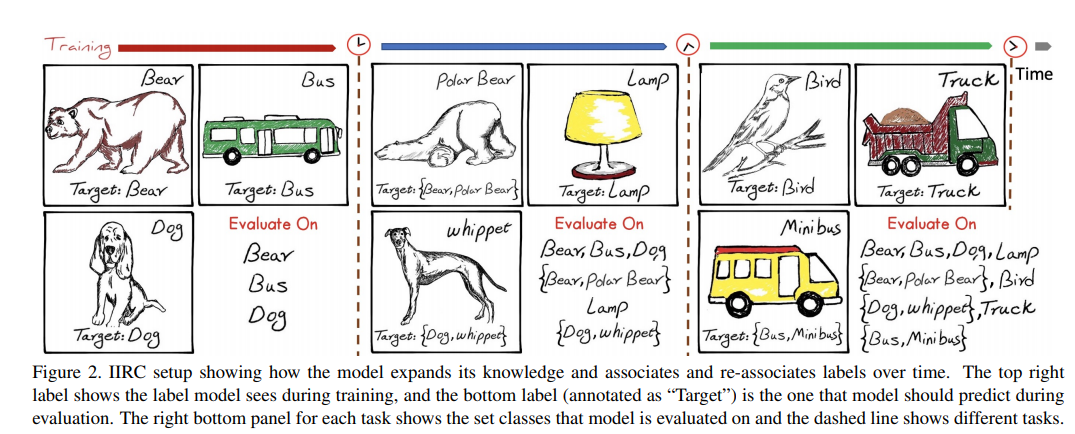 Training
Time
Bear
Target: Bear
Bus
Target: Bus
Dog
Target: Dog
Evaluate On
Bear
Bus
Dog
Polar Bear
Target: {Bear, Polar Bear}
Lamp
Target: Lamp
whippet
Target: {Dog, whippet}
Evaluate On
Bear, Bus, Dog
{Bear, Polar Bear}
Lamp
{Dog, whippet}
Bird
Target: Bird
Truck
Target: Truck
Minibus
Target: {Bus, Minibus}
Evaluate On
Bear, Bus, Dog, Lamp
{Bear, Polar Bear}, Bird
{Dog, whippet}, Truck
{Bus, Minibus}
Figure 2. IIRC setup showing how the model expands its knowledge and associates and re-associates labels over time. The top right
label shows the label model sees during training, and the bottom label (annotated as “Target”) is the one that model should predict during
evaluation. The right bottom panel for each task shows the set classes that model is evaluated on and the dashed line shows different tasks.